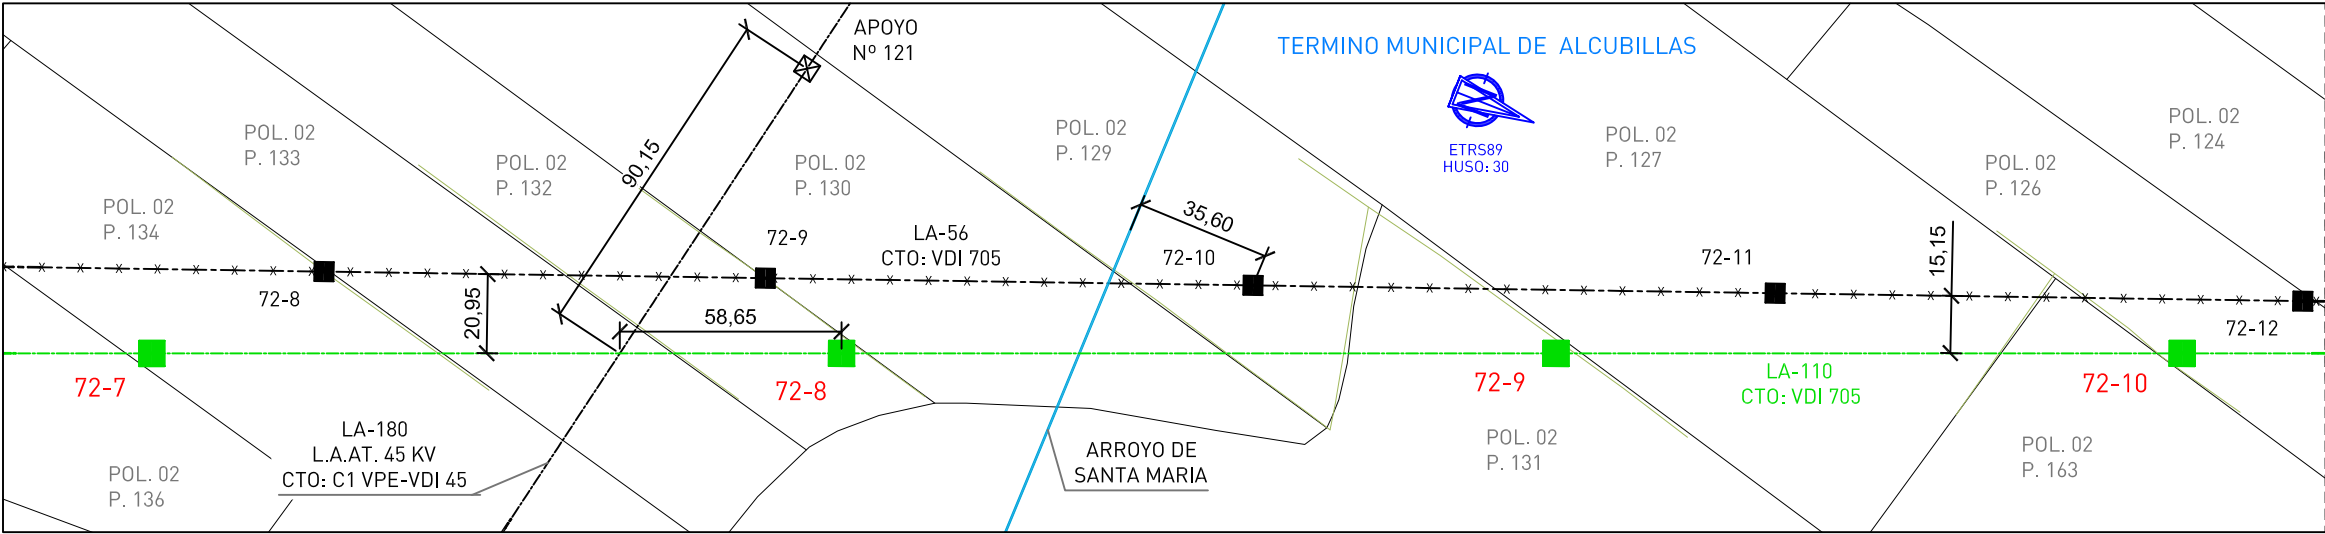 APOYO
Nº 121
TERMINO MUNICIPAL DE ALCUBILLAS
ETRS89
HUSO: 30
POL. 02
P. 133
POL. 02
P. 132
POL. 02
P. 130
POL. 02
P. 129
POL. 02
P. 127
POL. 02
P. 126
POL. 02
P. 124
POL. 02
P. 134
90,15
35,60
15,15
20,95
58,65
72-8
72-9
LA-56
CTO: VDI 705
72-10
72-11
72-12
72-7
72-8
72-9
LA-110
CTO: VDI 705
72-10
LA-180
L.A.AT. 45 KV
CTO: C1 VPE-VDI 45
ARROYO DE
SANTA MARIA
POL. 02
P. 136
POL. 02
P. 131
POL. 02
P. 163